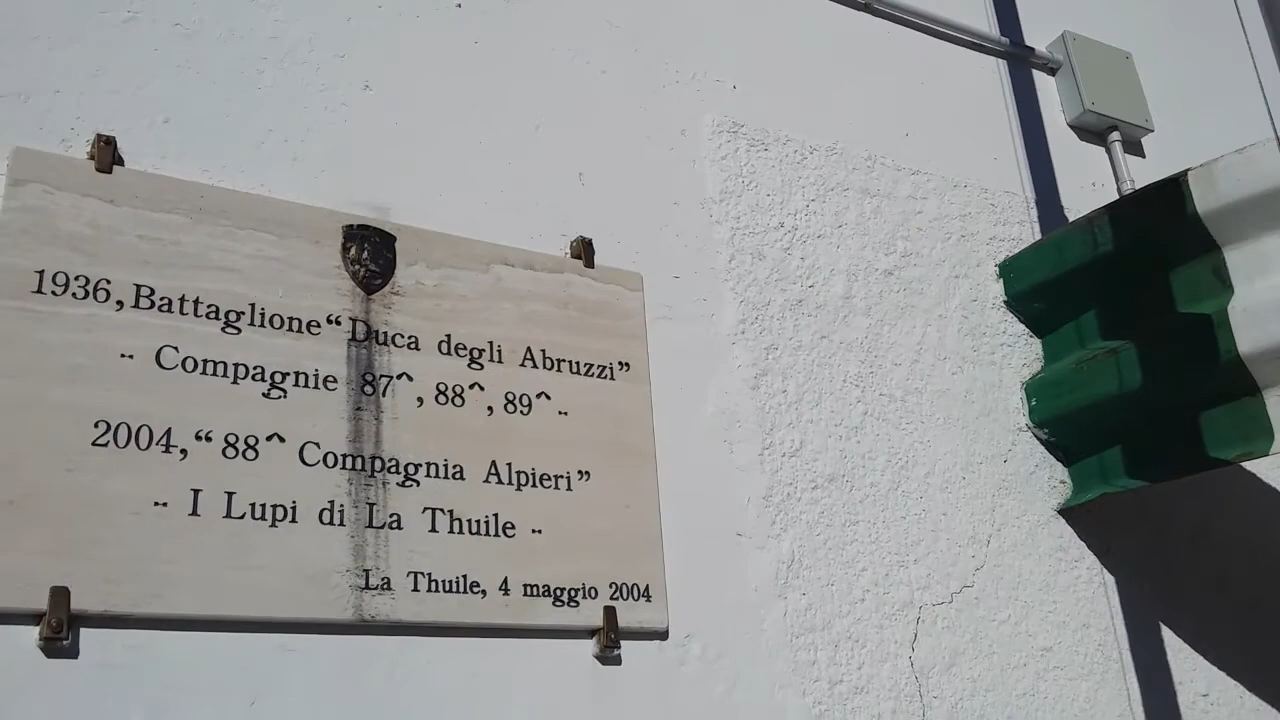 1936, Battaglione “Duca degli Abruzzi”
-- Compagnie 87^, 88^, 89^ --
2004, “88^ Compagnia Alpieri”
-- I Lupi di La Thuile --
La Thuile, 4 maggio 2004